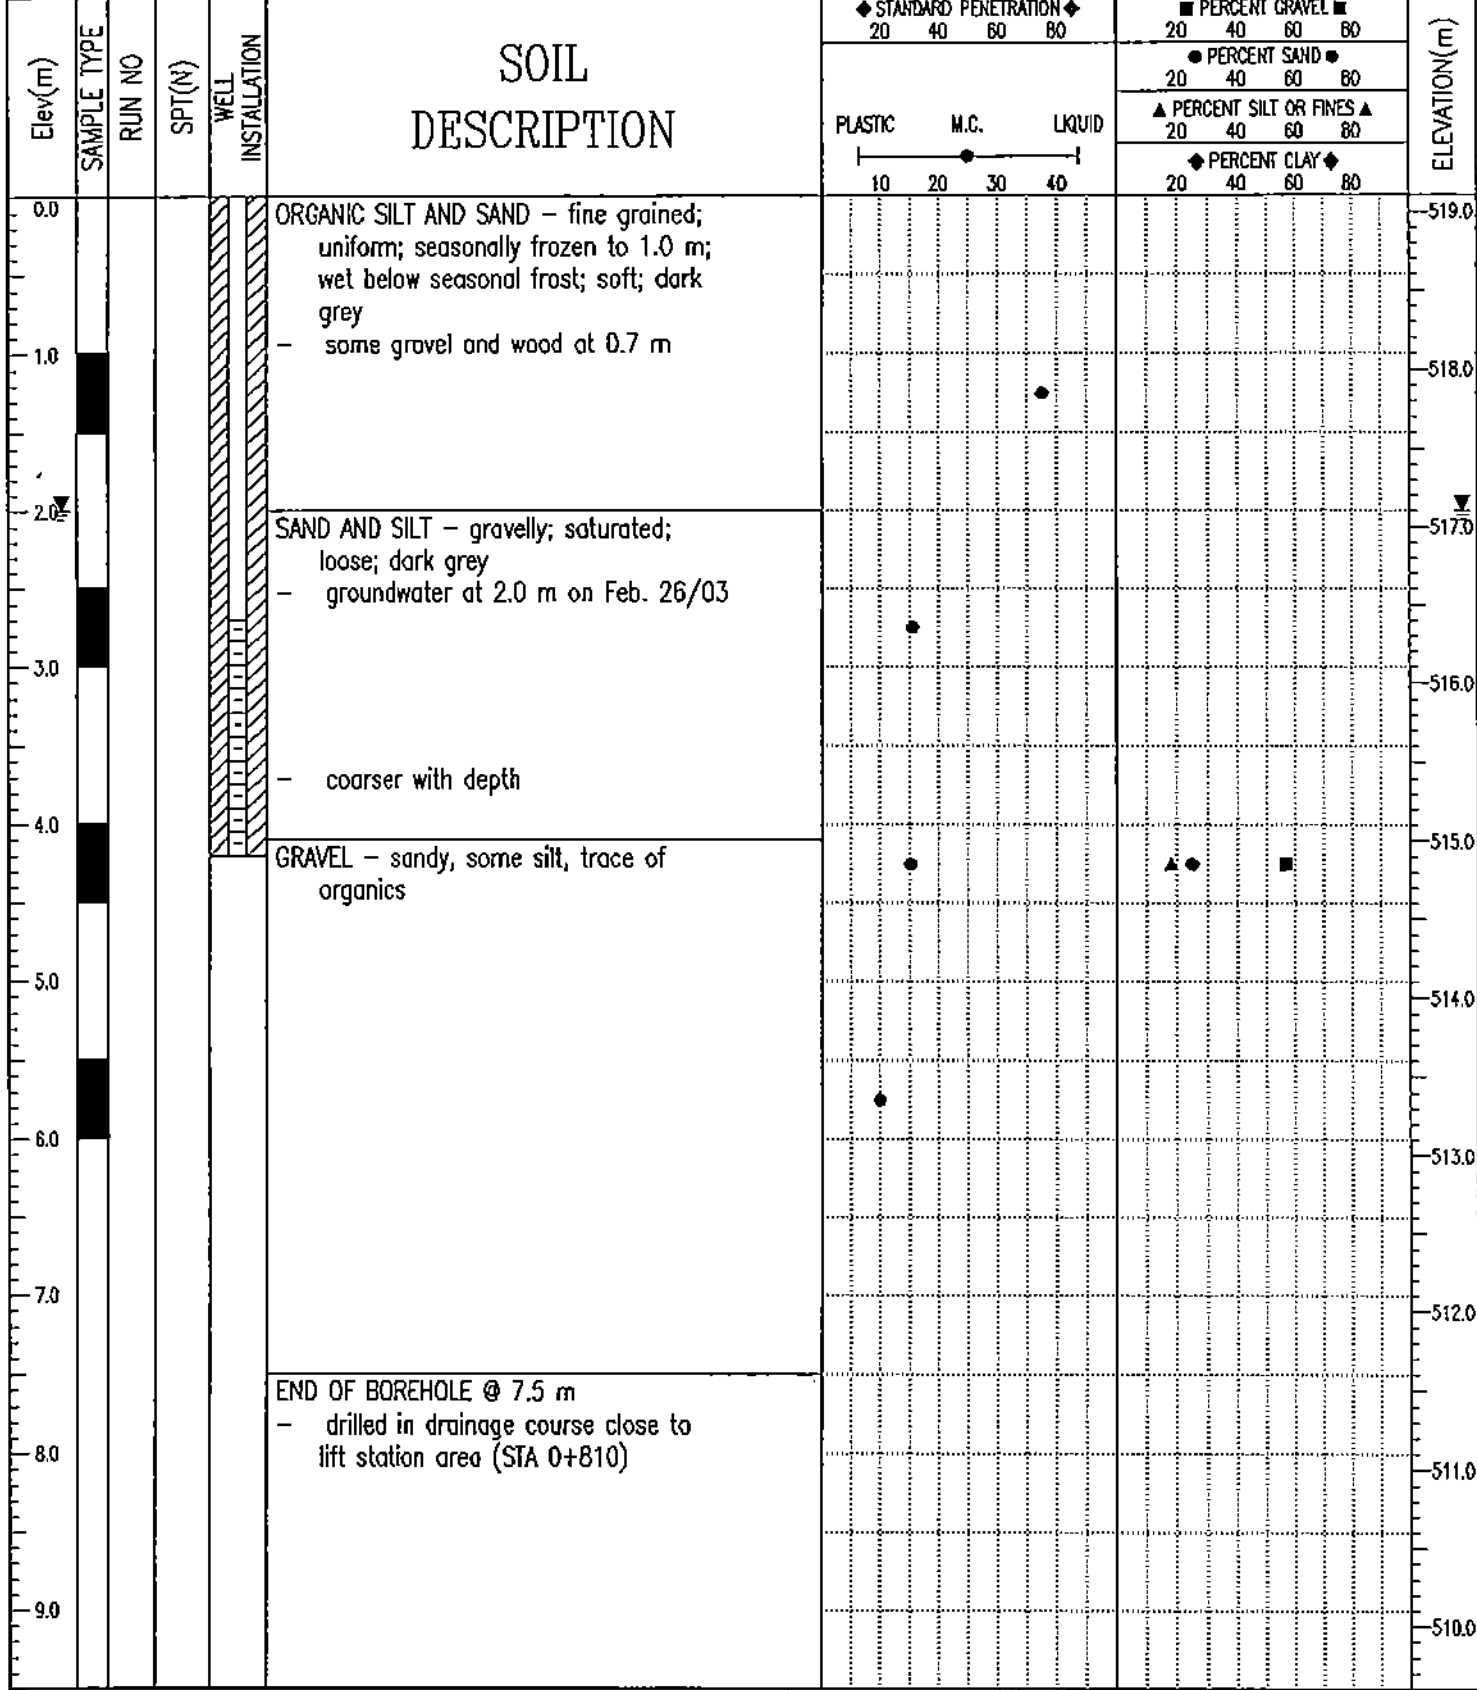 Elev(m)
SAMPLE TYPE
RUN NO
SPT(N)
WELL
INSTALLATION
SOIL
DESCRIPTION
◆ STANDARD PENETRATION ◆
20 40 60 80
PLASTIC M.C. LIQUID
10 20 30 40
■ PERCENT GRAVEL ■
20 40 60 80
● PERCENT SAND ●
20 40 60 80
▲ PERCENT SILT OR FINES ▲
20 40 60 80
◆ PERCENT CLAY ◆
20 40 60 80
ELEVATION(m)
0.0
1.0
2.0
3.0
4.0
5.0
6.0
7.0
8.0
9.0
ORGANIC SILT AND SAND – fine grained;
uniform; seasonally frozen to 1.0 m;
wet below seasonal frost; soft; dark
grey
– some gravel and wood at 0.7 m
SAND AND SILT – gravelly; saturated;
loose; dark grey
– groundwater at 2.0 m on Feb. 26/03
– coarser with depth
GRAVEL – sandy, some silt, trace of
organics
END OF BOREHOLE @ 7.5 m
– drilled in drainage course close to
lift station area (STA 0+810)
519.0
518.0
517.0
516.0
515.0
514.0
513.0
512.0
511.0
510.0